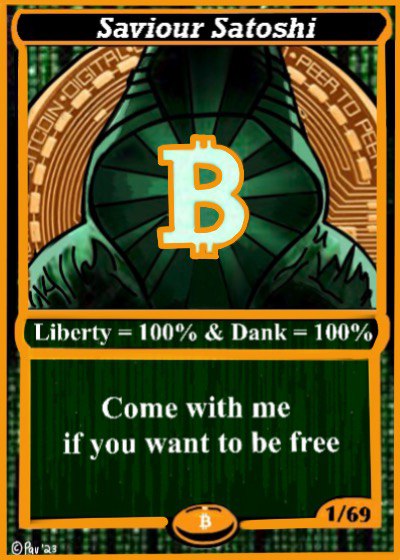 Saviour Satoshi
BITCOIN • DIGITAL
PEER TO PEER
B
Liberty = 100% & Dank = 100%
Come with me
if you want to be free
1/69
B
©Pav '23